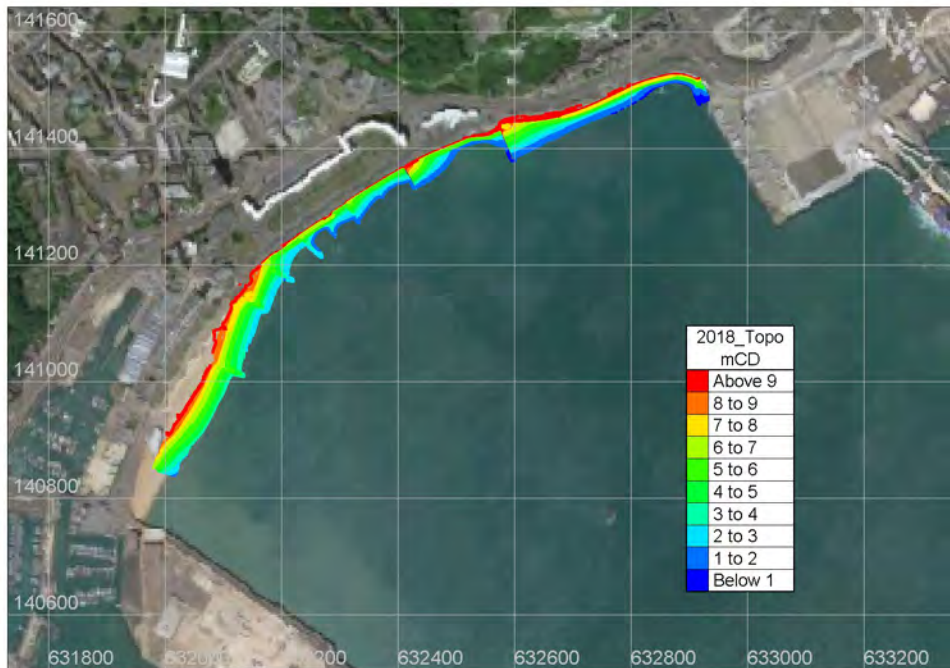 141600
141400
141200
141000
140800
140600
2018_Topo
mCD
Above 9
8 to 9
7 to 8
6 to 7
5 to 6
4 to 5
3 to 4
2 to 3
1 to 2
Below 1
631800 632000 632200 632400 632600 632800 633000 633200